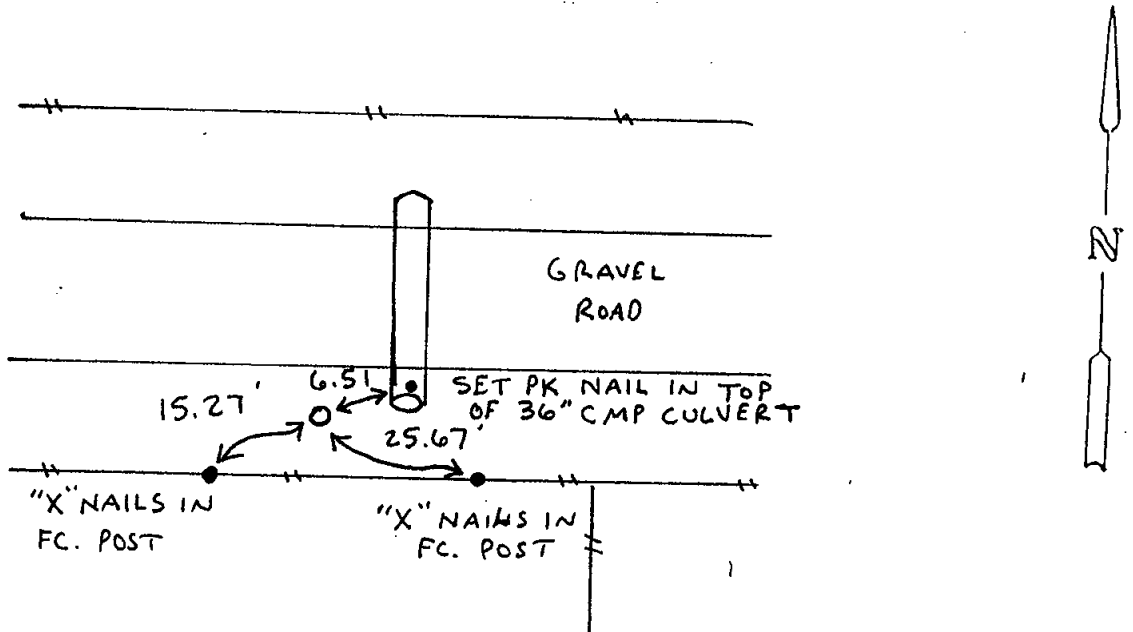 N
GRAVEL
ROAD
6.51'
SET PK NAIL IN TOP
OF 36" CMP CULVERT
15.27'
25.67'
"X" NAILS IN
FC. POST
"X" NAILS IN
FC. POST